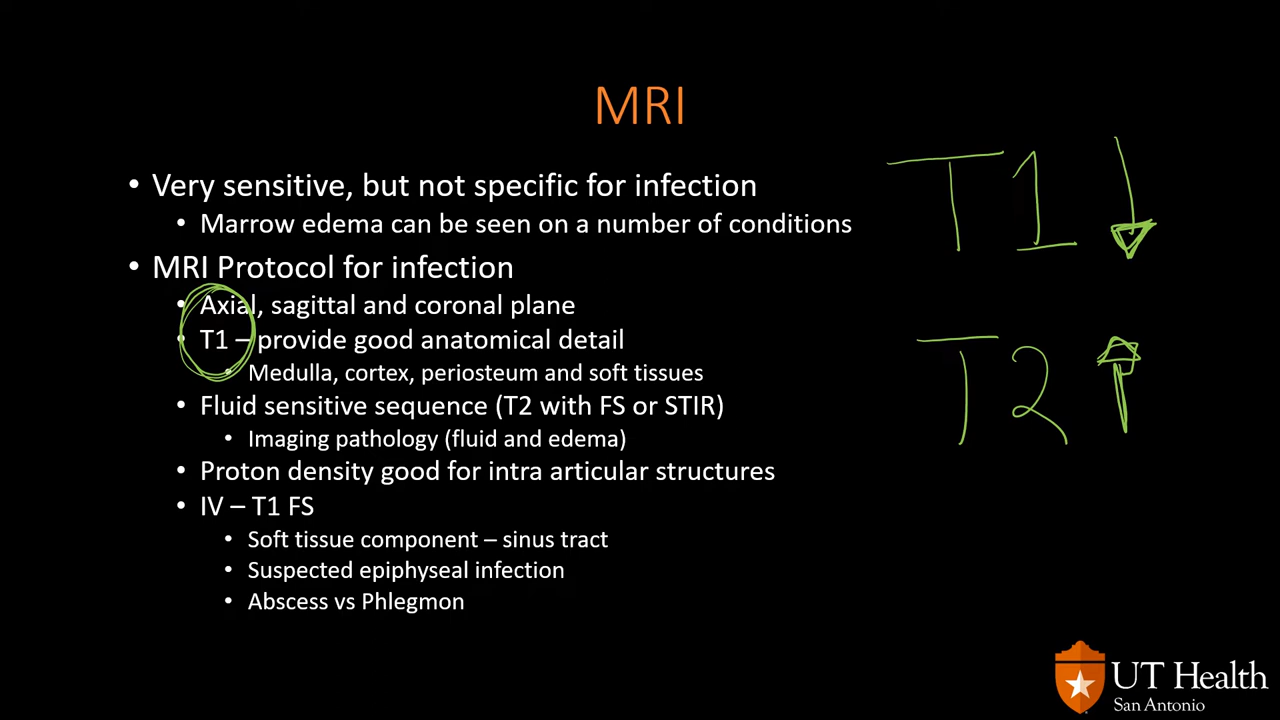 MRI
• Very sensitive, but not specific for infection
• Marrow edema can be seen on a number of conditions
• MRI Protocol for infection
• Axial, sagittal and coronal plane
• T1 – provide good anatomical detail
• Medulla, cortex, periosteum and soft tissues
• Fluid sensitive sequence (T2 with FS or STIR)
• Imaging pathology (fluid and edema)
• Proton density good for intra articular structures
• IV – T1 FS
• Soft tissue component – sinus tract
• Suspected epiphyseal infection
• Abscess vs Phlegmon
T1 ↓
T2 ↑
UT Health
San Antonio